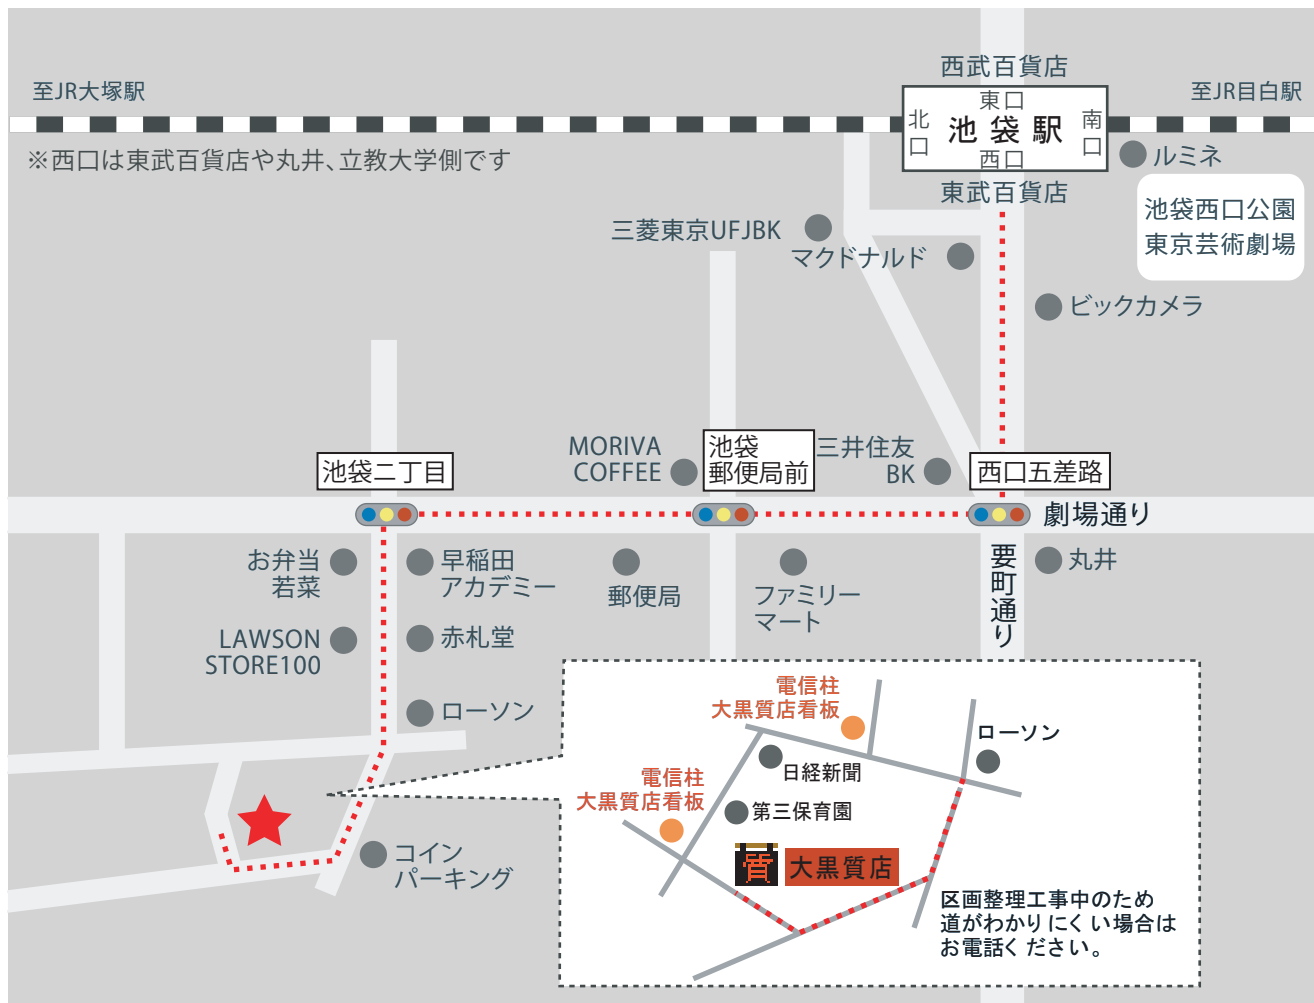 西武百貨店
至JR大塚駅
至JR目白駅
東口
北口
池袋駅
南口
西口
※西口は東武百貨店や丸井、立教大学側です
ルミネ
東武百貨店
池袋西口公園
東京芸術劇場
三菱東京UFJBK
マクドナルド
ビックカメラ
MORIVA
COFFEE
池袋
郵便局前
三井住友
BK
池袋二丁目
西口五差路
劇場通り
お弁当
若菜
早稲田
アカデミー
郵便局
ファミリー
マート
要町通り
丸井
LAWSON
STORE100
赤札堂
ローソン
電信柱
大黒質店看板
ローソン
日経新聞
電信柱
大黒質店看板
第三保育園
質
大黒質店
コイン
パーキング
区画整理工事中のため
道がわかりにくい場合は
お電話ください。